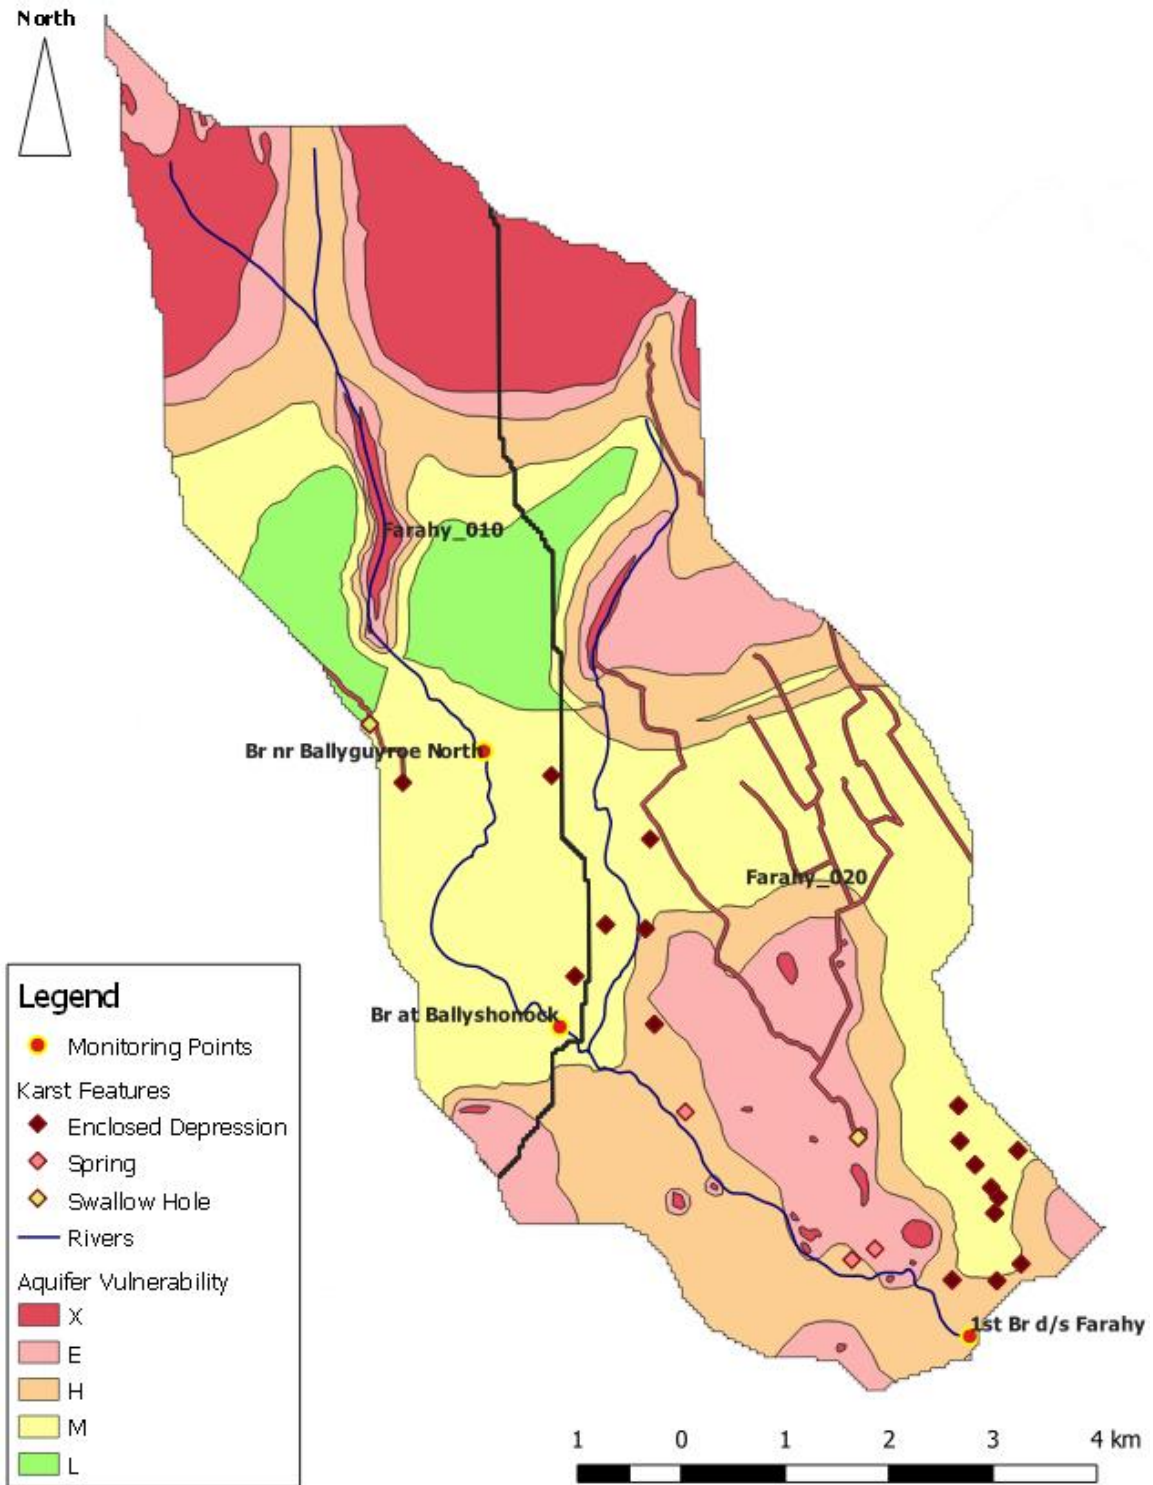 North
Farahy_010
Br nr Ballyguyroe North
Farahy_020
Br at Ballyshonock
1st Br d/s Farahy
Legend
Monitoring Points
Karst Features
Enclosed Depression
Spring
Swallow Hole
Rivers
Aquifer Vulnerability
X
E
H
M
L
1 0 1 2 3 4 km